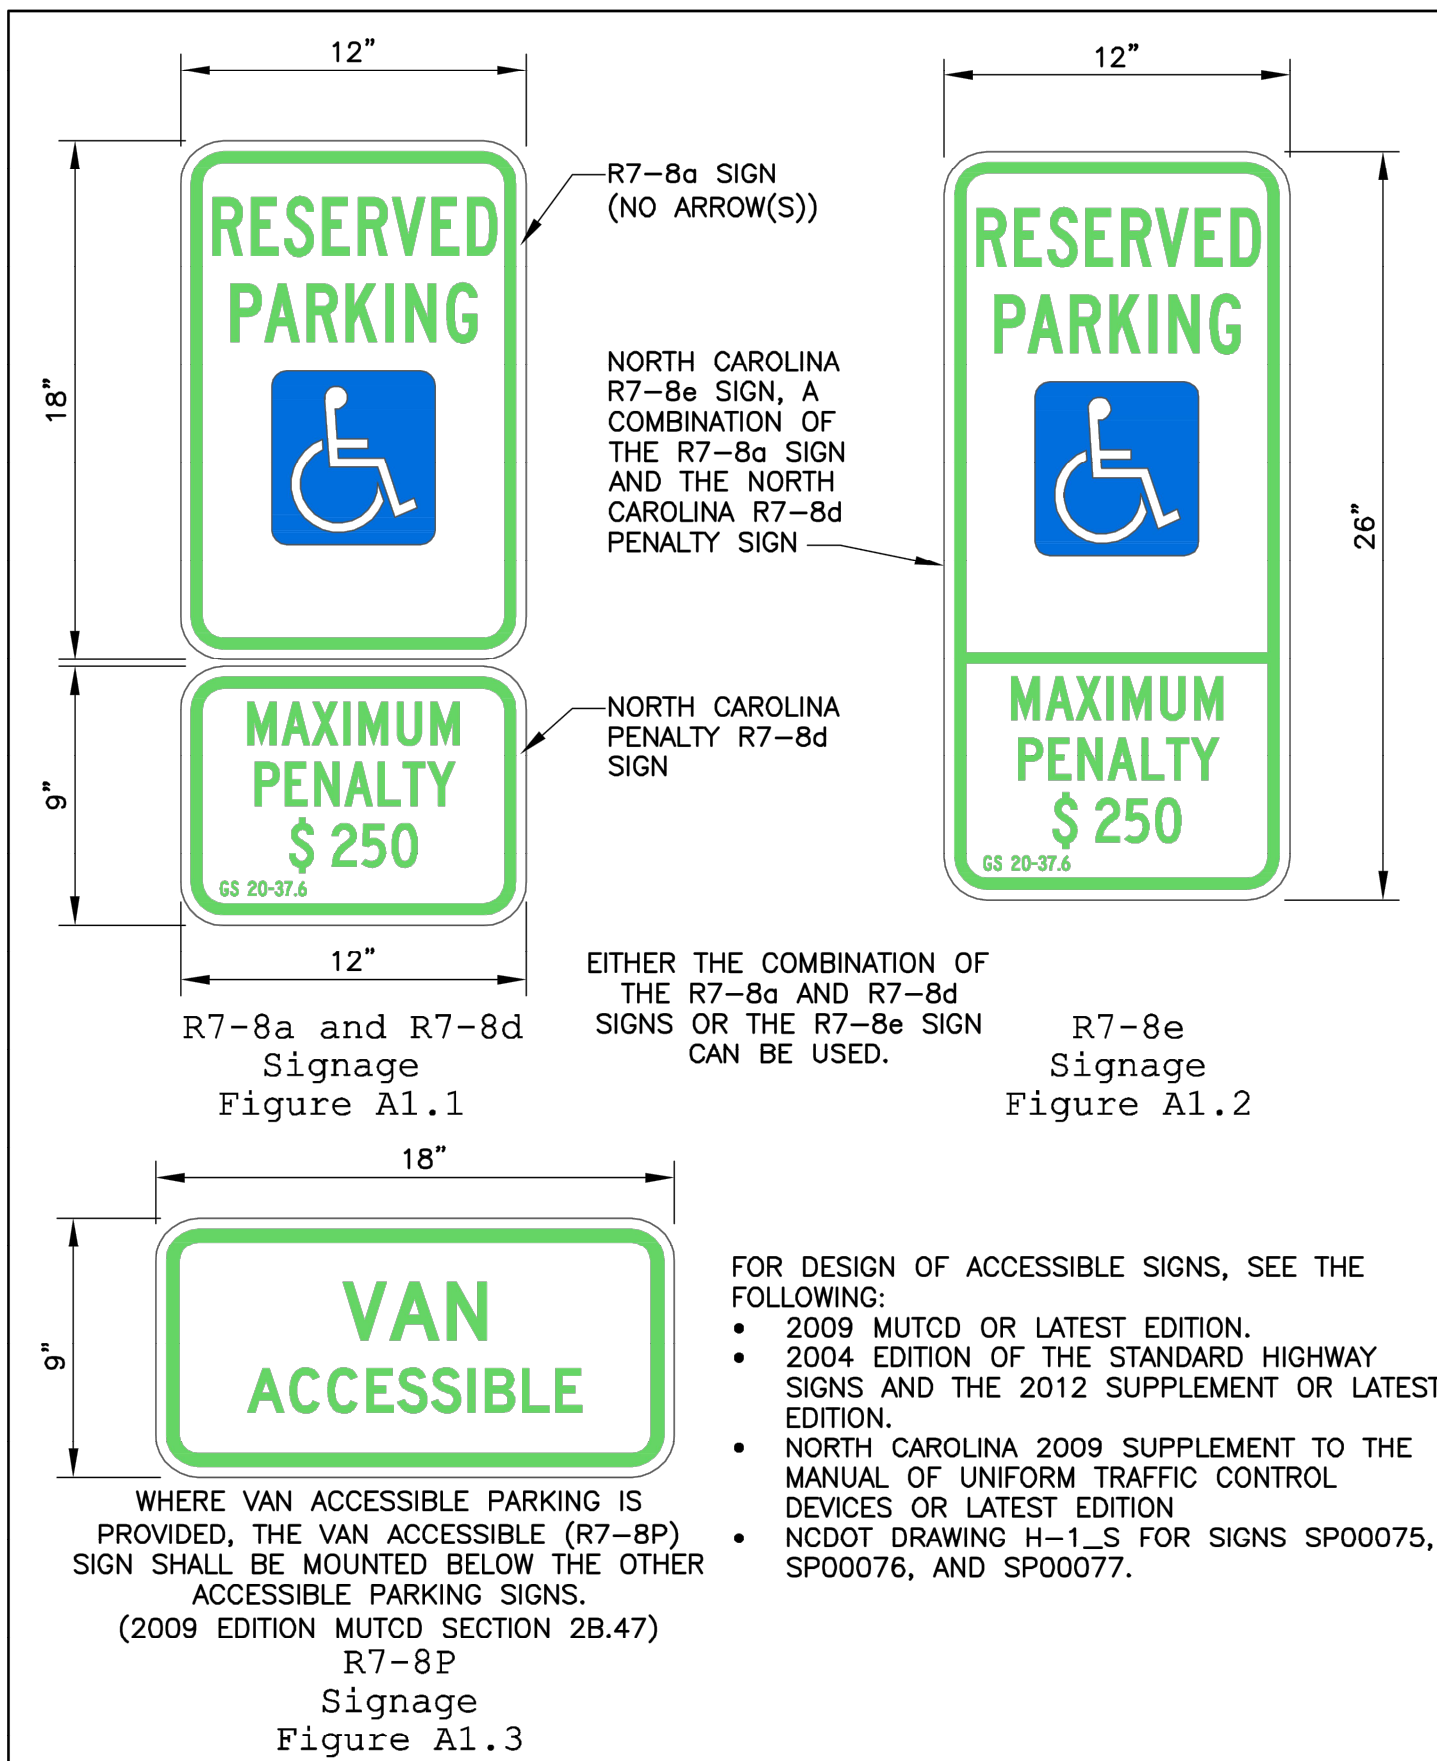 12"
RESERVED
PARKING
18"
R7-8a SIGN
(NO ARROW(S))
MAXIMUM
PENALTY
$ 250
GS 20-37.6
9"
NORTH CAROLINA
PENALTY R7-8d
SIGN
12"
R7-8a and R7-8d
Signage
Figure A1.1
NORTH CAROLINA
R7-8e SIGN, A
COMBINATION OF
THE R7-8a SIGN
AND THE NORTH
CAROLINA R7-8d
PENALTY SIGN
12"
RESERVED
PARKING
MAXIMUM
PENALTY
$ 250
GS 20-37.6
26"
EITHER THE COMBINATION OF
THE R7-8a AND R7-8d
SIGNS OR THE R7-8e SIGN
CAN BE USED.
R7-8e
Signage
Figure A1.2
18"
9"
VAN
ACCESSIBLE
WHERE VAN ACCESSIBLE PARKING IS
PROVIDED, THE VAN ACCESSIBLE (R7-8P)
SIGN SHALL BE MOUNTED BELOW THE OTHER
ACCESSIBLE PARKING SIGNS.
(2009 EDITION MUTCD SECTION 2B.47)
R7-8P
Signage
Figure A1.3
FOR DESIGN OF ACCESSIBLE SIGNS, SEE THE
FOLLOWING:
• 2009 MUTCD OR LATEST EDITION.
• 2004 EDITION OF THE STANDARD HIGHWAY
SIGNS AND THE 2012 SUPPLEMENT OR LATEST
EDITION.
• NORTH CAROLINA 2009 SUPPLEMENT TO THE
MANUAL OF UNIFORM TRAFFIC CONTROL
DEVICES OR LATEST EDITION
• NCDOT DRAWING H-1_S FOR SIGNS SP00075,
SP00076, AND SP00077.